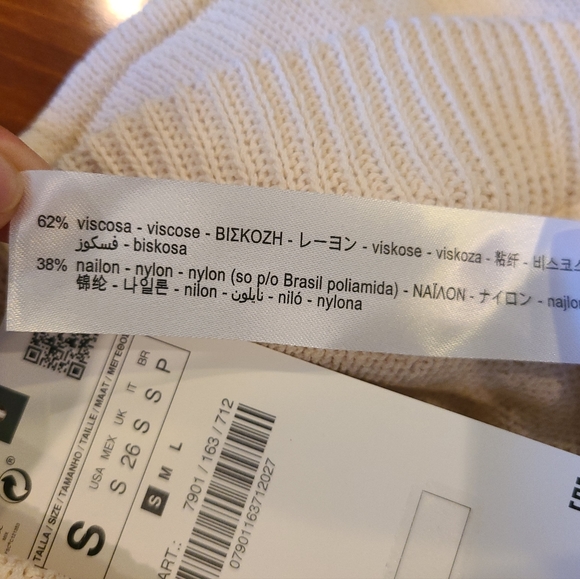 62% viscosa - viscose - ΒΙΣΚΟΖΗ - レーヨン - viskose - viskoza - 粘纤 - 비스코스
فسكوز - biskosa
38% nailon - nylon - nylon (so p/o Brasil poliamida) - ΝΑΪΛΟΝ - ナイロン - najlon
锦纶 - 나일론 - nilon - نايلون - niló - nylona
TALLA/SIZE/TAMANHO/TAILLE/MAAT/ΜΕΓΕΘΟΣ
S
USA MEX UK IT BR
S 26 S S P
S M L
ART.: 7901/163/712
07901163712027